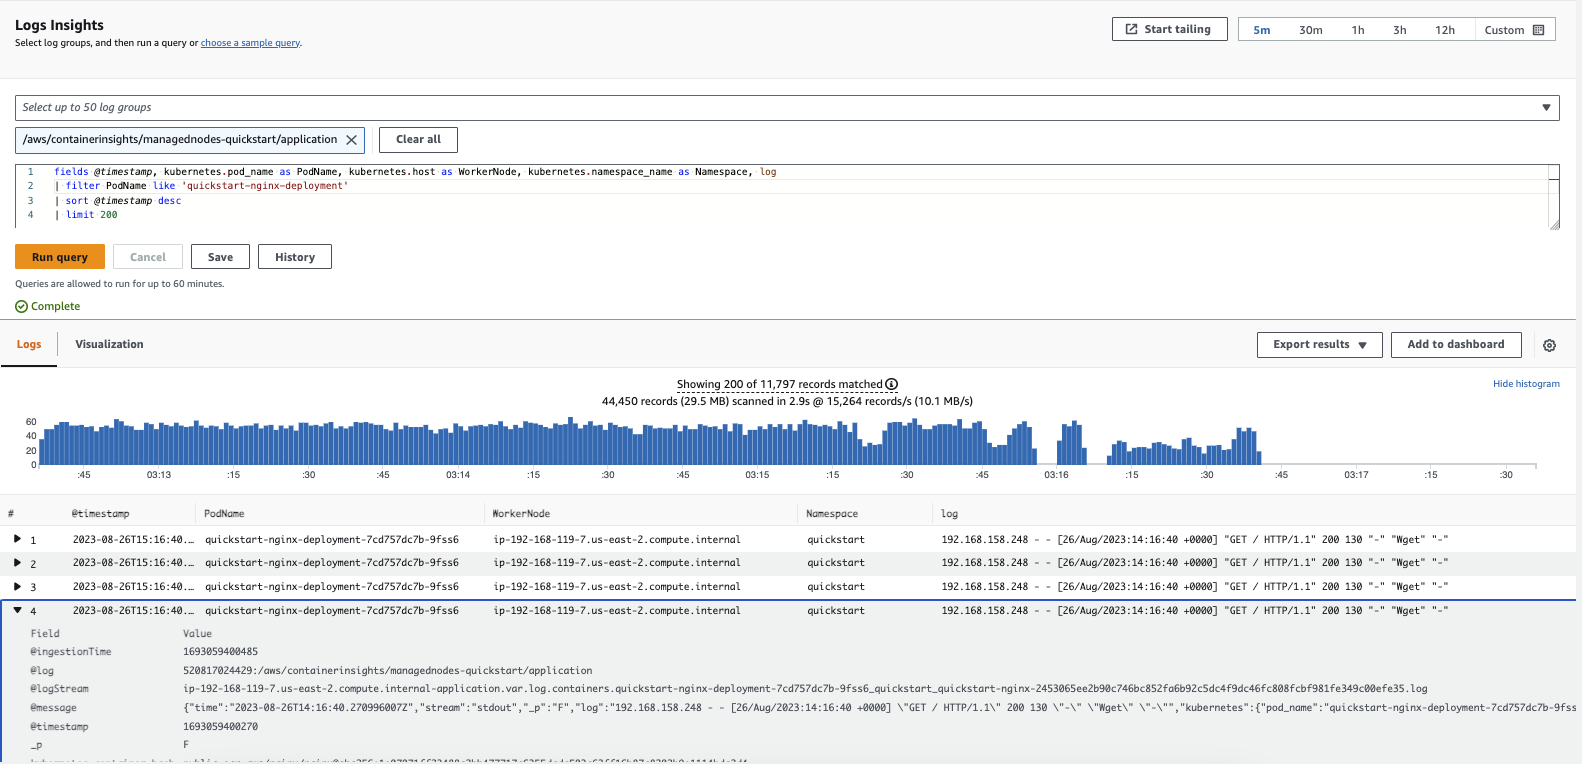 Logs Insights
Select log groups, and then run a query or choose a sample query.
Start tailing
5m 30m 1h 3h 12h Custom
Select up to 50 log groups
/aws/containerinsights/managednodes-quickstart/application
Clear all
1 fields @timestamp, kubernetes.pod_name as PodName, kubernetes.host as WorkerNode, kubernetes.namespace_name as Namespace, log
2 | filter PodName like 'quickstart-nginx-deployment'
3 | sort @timestamp desc
4 | limit 200
Run query Cancel Save History
Queries are allowed to run for up to 60 minutes.
Complete
Logs Visualization
Export results Add to dashboard
Showing 200 of 11,797 records matched
Hide histogram
44,450 records (29.5 MB) scanned in 2.9s @ 15,264 records/s (10.1 MB/s)
60
40
20
0
:45 03:13 :15 :30 :45 03:14 :15 :30 :45 03:15 :15 :30 :45 03:16 :15 :30 :45 03:17 :15 :30
# @timestamp PodName WorkerNode Namespace log
1 2023-08-26T15:16:40... quickstart-nginx-deployment-7cd757dc7b-9fss6 ip-192-168-119-7.us-east-2.compute.internal quickstart 192.168.158.248 - - [26/Aug/2023:14:16:40 +0000] "GET / HTTP/1.1" 200 130 "-" "Wget" "-"
2 2023-08-26T15:16:40... quickstart-nginx-deployment-7cd757dc7b-9fss6 ip-192-168-119-7.us-east-2.compute.internal quickstart 192.168.158.248 - - [26/Aug/2023:14:16:40 +0000] "GET / HTTP/1.1" 200 130 "-" "Wget" "-"
3 2023-08-26T15:16:40... quickstart-nginx-deployment-7cd757dc7b-9fss6 ip-192-168-119-7.us-east-2.compute.internal quickstart 192.168.158.248 - - [26/Aug/2023:14:16:40 +0000] "GET / HTTP/1.1" 200 130 "-" "Wget" "-"
4 2023-08-26T15:16:40... quickstart-nginx-deployment-7cd757dc7b-9fss6 ip-192-168-119-7.us-east-2.compute.internal quickstart 192.168.158.248 - - [26/Aug/2023:14:16:40 +0000] "GET / HTTP/1.1" 200 130 "-" "Wget" "-"
Field Value
@ingestionTime 1693059400485
@log 520817024429:/aws/containerinsights/managednodes-quickstart/application
@logStream ip-192-168-119-7.us-east-2.compute.internal-application.var.log.containers.quickstart-nginx-deployment-7cd757dc7b-9fss6_quickstart_quickstart-nginx-2453065ee2b90c746bc852fa6b92c5dc4f9dc46fc808fcbf981fe349c00efe35.log
@message {"time":"2023-08-26T14:16:40.270996007Z","stream":"stdout","_p":"F","log":"192.168.158.248 - - [26/Aug/2023:14:16:40 +0000] \"GET / HTTP/1.1\" 200 130 \"-\" \"Wget\" \"-\"","kubernetes":{"pod_name":"quickstart-nginx-deployment-7cd757dc7b-9fss
@timestamp 1693059400270
_p F